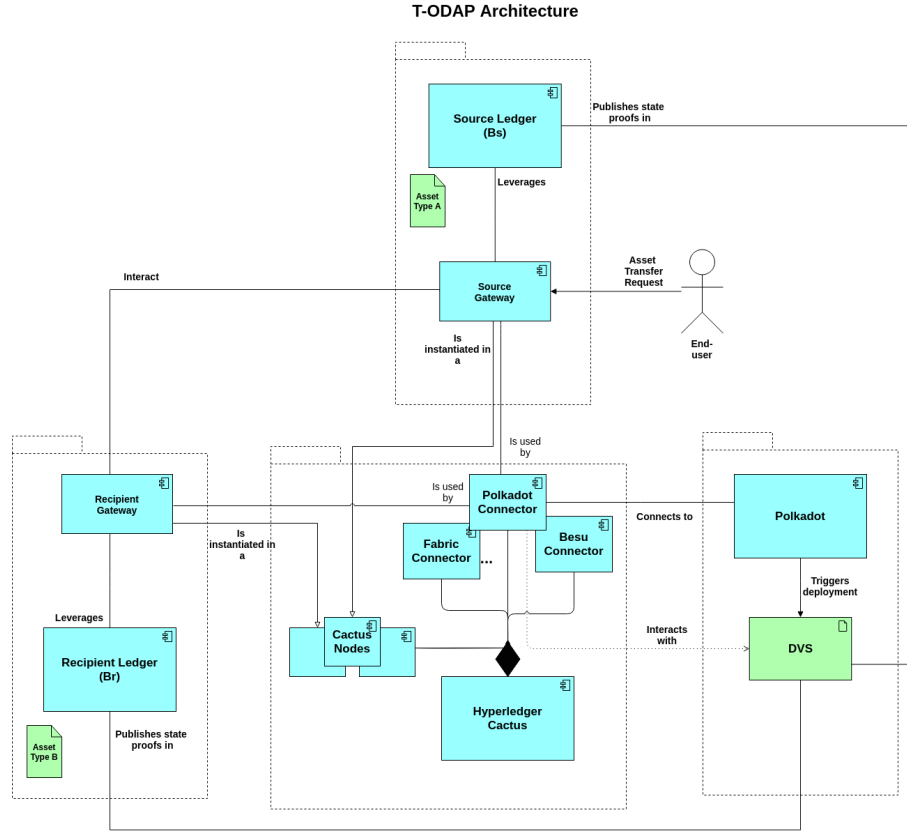 T-ODAP Architecture
Source Ledger
(Bs)
Publishes state
proofs in
Leverages
Asset
Type A
Source
Gateway
Asset
Transfer
Request
End-
user
Interact
Is
instantiated in
a
Is used
by
Recipient
Gateway
Is used
by
Polkadot
Connector
Connects to
Polkadot
Is
instantiated in
a
Fabric
Connector
...
Besu
Connector
Triggers
deployment
Leverages
Cactus
Nodes
Interacts
with
DVS
Recipient Ledger
(Br)
Hyperledger
Cactus
Publishes state
proofs in
Asset
Type B